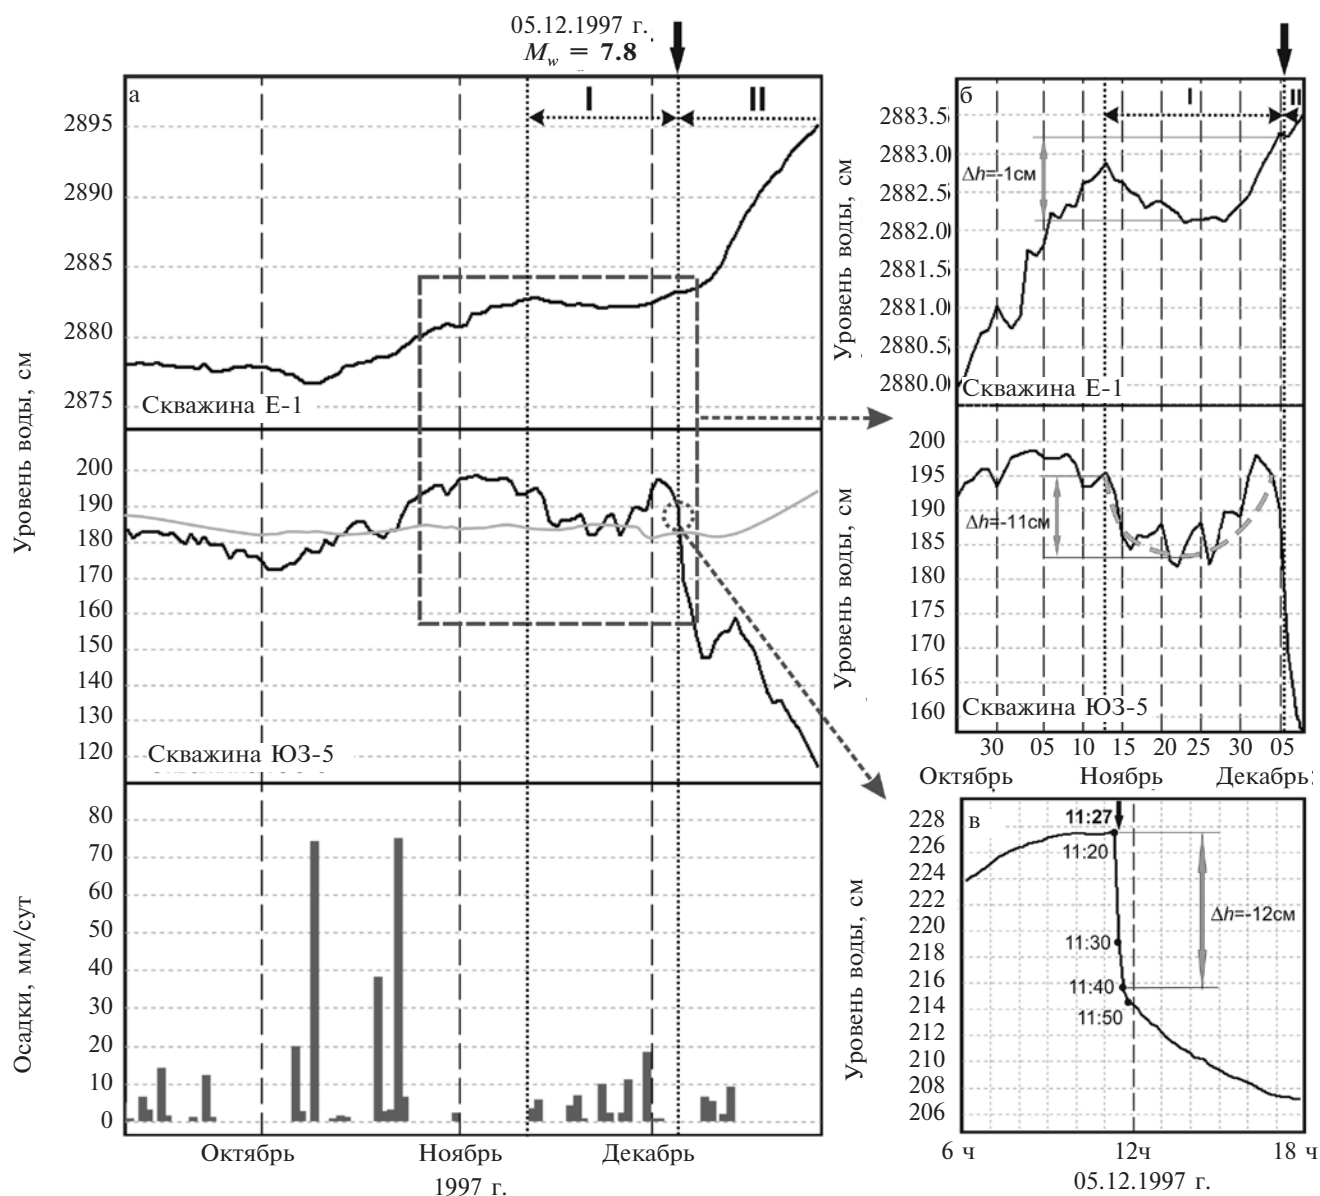 05.12.1997 г.
M_w = 7.8
а
I
II
2895
2890
2885
2880
2875
Скважина Е-1
Уровень воды, см
200
190
180
170
160
150
140
130
120
Скважина ЮЗ-5
80
70
60
50
40
30
20
10
0
Осадки, мм/сут
Октябрь
Ноябрь
Декабрь
1997 г.
б
I
II
2883.5
2883.0
2882.5
2882.0
2881.5
2881.0
2880.5
2880.0
Уровень воды, см
Δh=-1см
Скважина Е-1
200
195
190
185
180
175
170
165
160
Уровень воды, см
Δh=-11см
Скважина ЮЗ-5
30 05 10 15 20 25 30 05
Октябрь Ноябрь Декабрь
в
228
226
224
222
220
218
216
214
212
210
208
206
Уровень воды, см
11:27
11:20
11:30
11:40
11:50
Δh=-12см
6 ч 12ч 18 ч
05.12.1997 г.